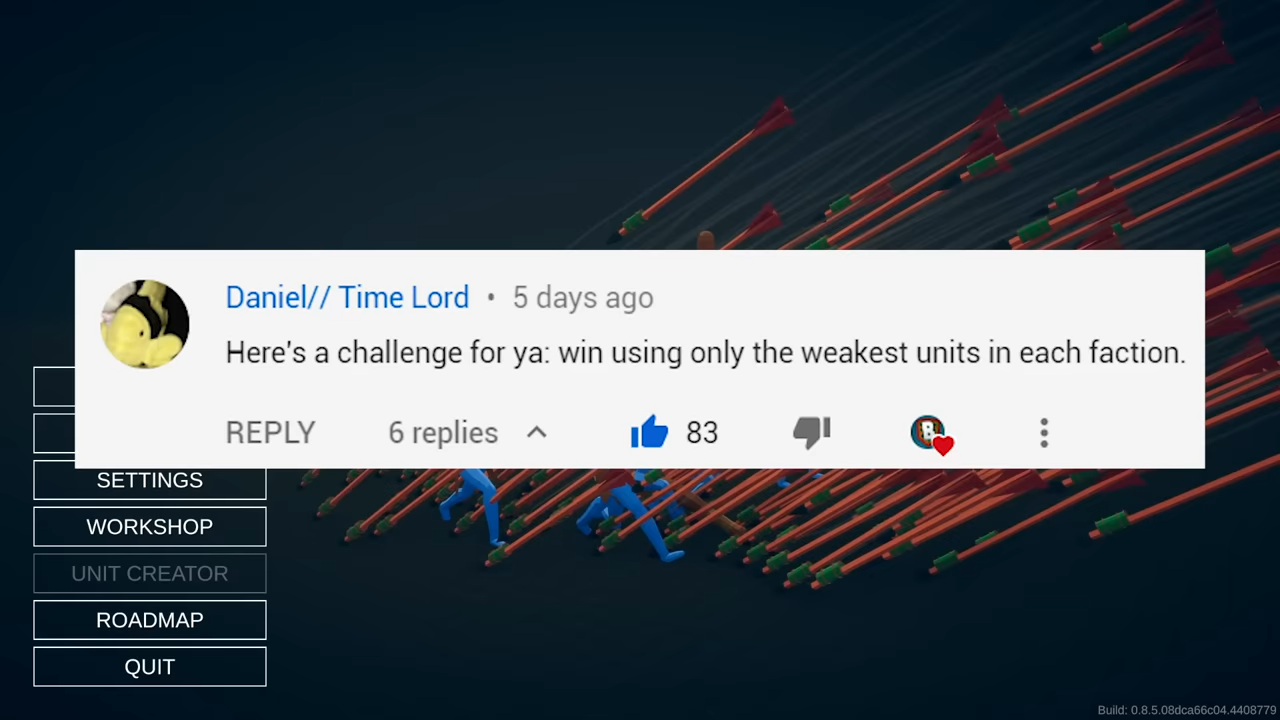 Daniel// Time Lord • 5 days ago
Here's a challenge for ya: win using only the weakest units in each faction.
REPLY 6 replies 83 B
SETTINGS
WORKSHOP
UNIT CREATOR
ROADMAP
QUIT
Build: 0.8.5.08dca66c04.4408779